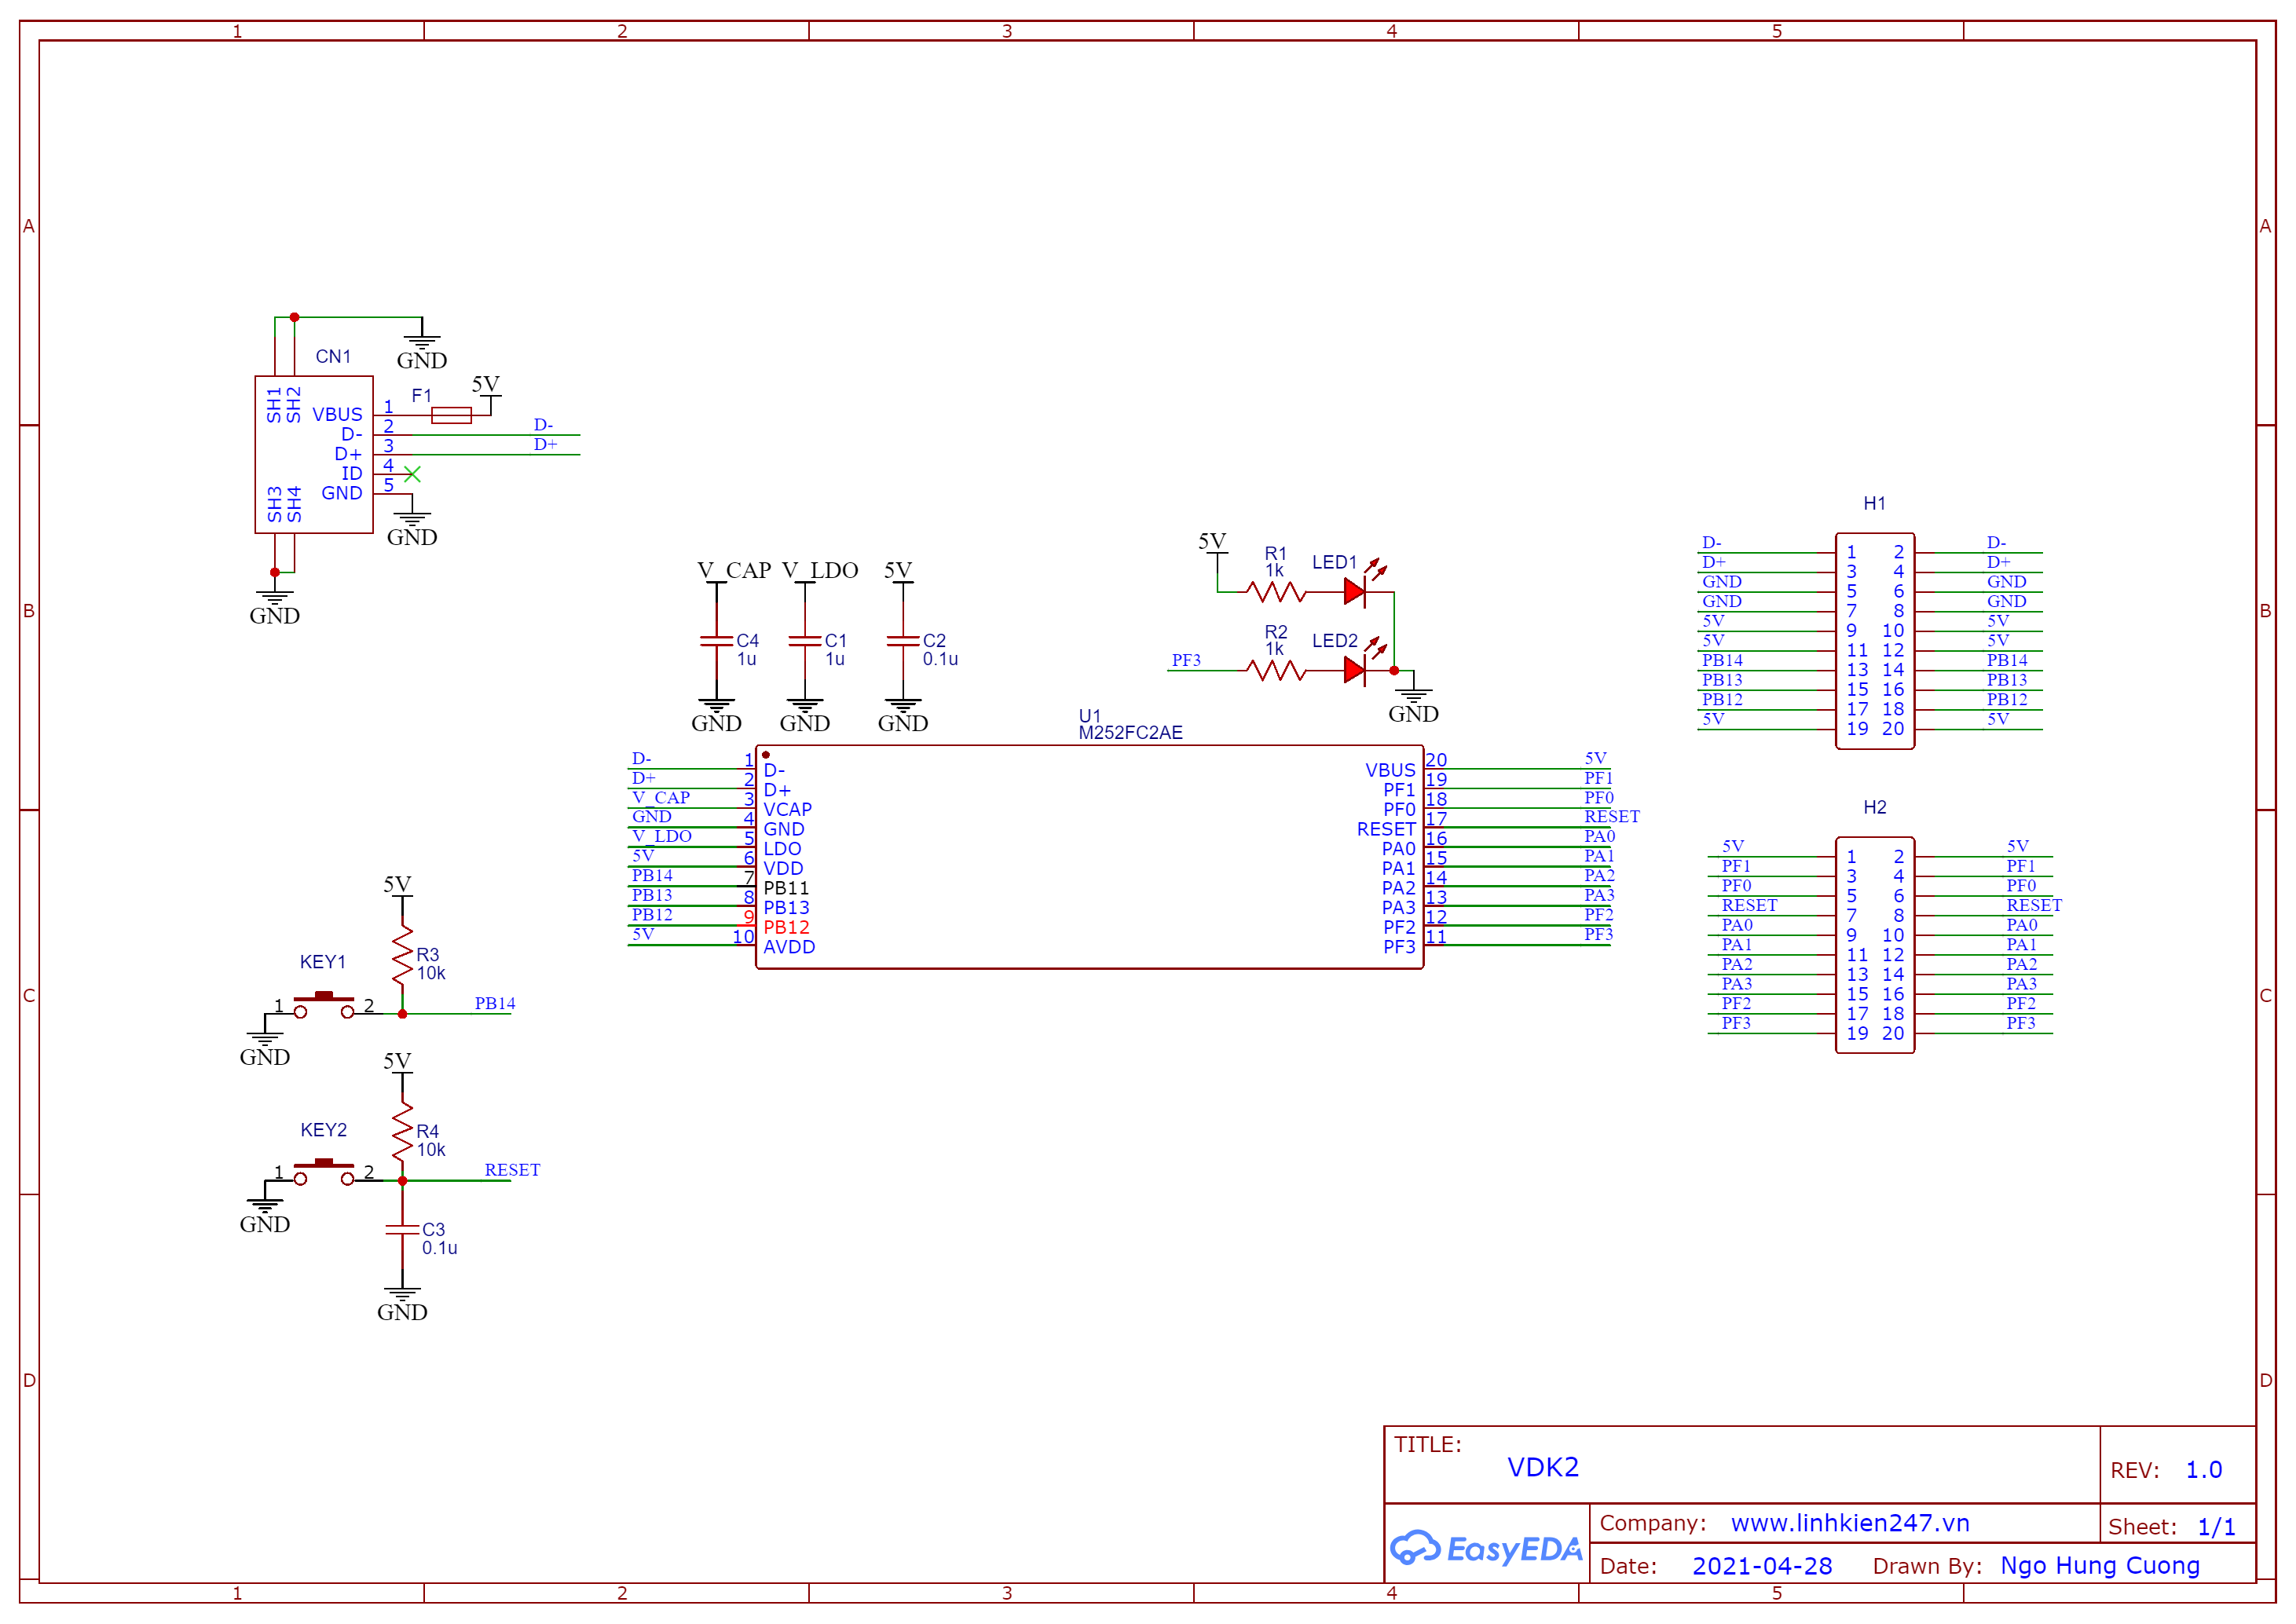 1 2 3 4 5
A A
B B
C C
D D
CN1
SH1 SH2
SH3 SH4
VBUS 1
D- 2
D+ 3
ID 4
GND 5
F1
5V
D-
D+
GND
GND
GND
V_CAP V_LDO 5V
C4 1u
C1 1u
C2 0.1u
GND GND GND
5V
R1
1k
LED1
R2
1k
LED2
PF3
GND
U1
M252FC2AE
D- 1 D-
D+ 2 D+
V_CAP 3 VCAP
GND 4 GND
V_LDO 5 LDO
5V 6 VDD
PB14 7 PB11
PB13 8 PB13
PB12 9 PB12
5V 10 AVDD
VBUS 20 5V
PF1 19 PF1
PF0 18 PF0
RESET 17 RESET
PA0 16 PA0
PA1 15 PA1
PA2 14 PA2
PA3 13 PA3
PF2 12 PF2
PF3 11 PF3
H1
D- 1 2 D-
D+ 3 4 D+
GND 5 6 GND
GND 7 8 GND
5V 9 10 5V
5V 11 12 5V
PB14 13 14 PB14
PB13 15 16 PB13
PB12 17 18 PB12
5V 19 20 5V
H2
5V 1 2 5V
PF1 3 4 PF1
PF0 5 6 PF0
RESET 7 8 RESET
PA0 9 10 PA0
PA1 11 12 PA1
PA2 13 14 PA2
PA3 15 16 PA3
PF2 17 18 PF2
PF3 19 20 PF3
5V
R3
10k
KEY1
1 2
PB14
GND
5V
R4
10k
KEY2
1 2
RESET
GND
C3
0.1u
GND
TITLE:
VDK2
REV: 1.0
EasyEDA
Company: www.linhkien247.vn
Sheet: 1/1
Date: 2021-04-28 Drawn By: Ngo Hung Cuong
1 2 3 4 5